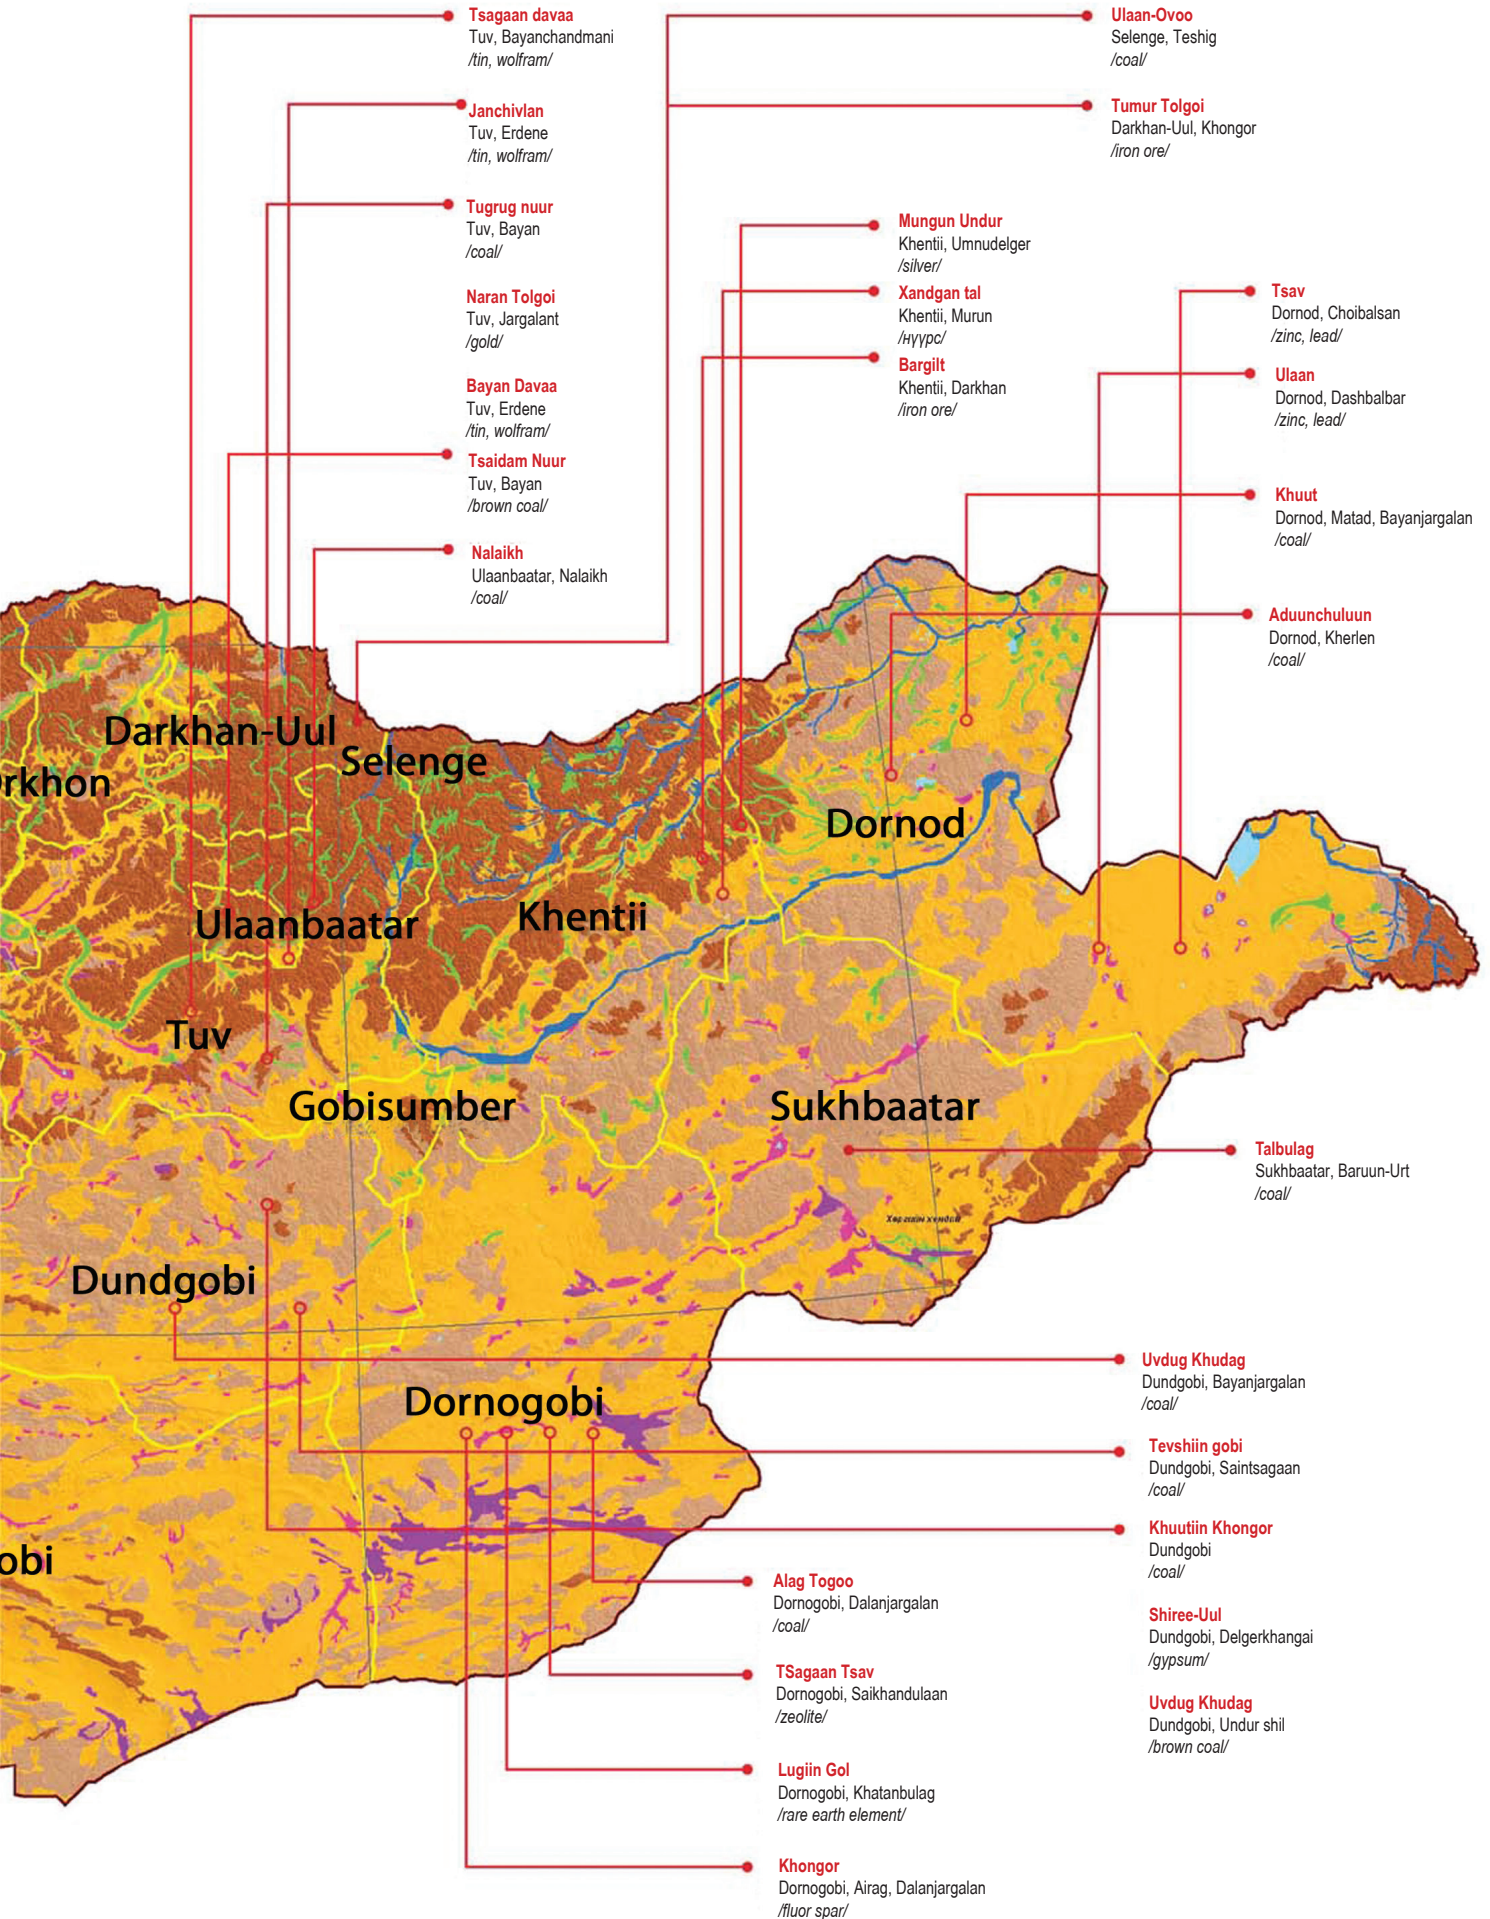 Tsagaan davaa
Tuv, Bayanchandmani
/tin, wolfram/
Janchivlan
Tuv, Erdene
/tin, wolfram/
Tugrug nuur
Tuv, Bayan
/coal/
Naran Tolgoi
Tuv, Jargalant
/gold/
Bayan Davaa
Tuv, Erdene
/tin, wolfram/
Tsaidam Nuur
Tuv, Bayan
/brown coal/
Nalaikh
Ulaanbaatar, Nalaikh
/coal/
Ulaan-Ovoo
Selenge, Teshig
/coal/
Tumur Tolgoi
Darkhan-Uul, Khongor
/iron ore/
Mungun Undur
Khentii, Umnudelger
/silver/
Xandgan tal
Khentii, Murun
/нүүрс/
Bargilt
Khentii, Darkhan
/iron ore/
Tsav
Dornod, Choibalsan
/zinc, lead/
Ulaan
Dornod, Dashbalbar
/zinc, lead/
Khuut
Dornod, Matad, Bayanjargalan
/coal/
Aduunchuluun
Dornod, Kherlen
/coal/
Darkhan-Uul
Selenge
rkhon
Dornod
Ulaanbaatar
Khentii
Tuv
Gobisumber
Sukhbaatar
Talbulag
Sukhbaatar, Baruun-Urt
/coal/
Dundgobi
Dornogobi
obi
Uvdug Khudag
Dundgobi, Bayanjargalan
/coal/
Tevshiin gobi
Dundgobi, Saintsagaan
/coal/
Khuutiin Khongor
Dundgobi
/coal/
Shiree-Uul
Dundgobi, Delgerkhangai
/gypsum/
Uvdug Khudag
Dundgobi, Undur shil
/brown coal/
Alag Togoo
Dornogobi, Dalanjargalan
/coal/
TSagaan Tsav
Dornogobi, Saikhandulaan
/zeolite/
Lugiin Gol
Dornogobi, Khatanbulag
/rare earth element/
Khongor
Dornogobi, Airag, Dalanjargalan
/fluor spar/